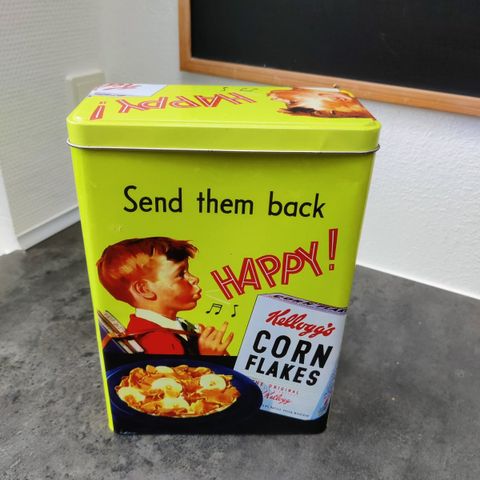 HAPPY!
Send them back
HAPPY!
Kellogg's
CORN
FLAKES
THE ORIGINAL
Kellogg